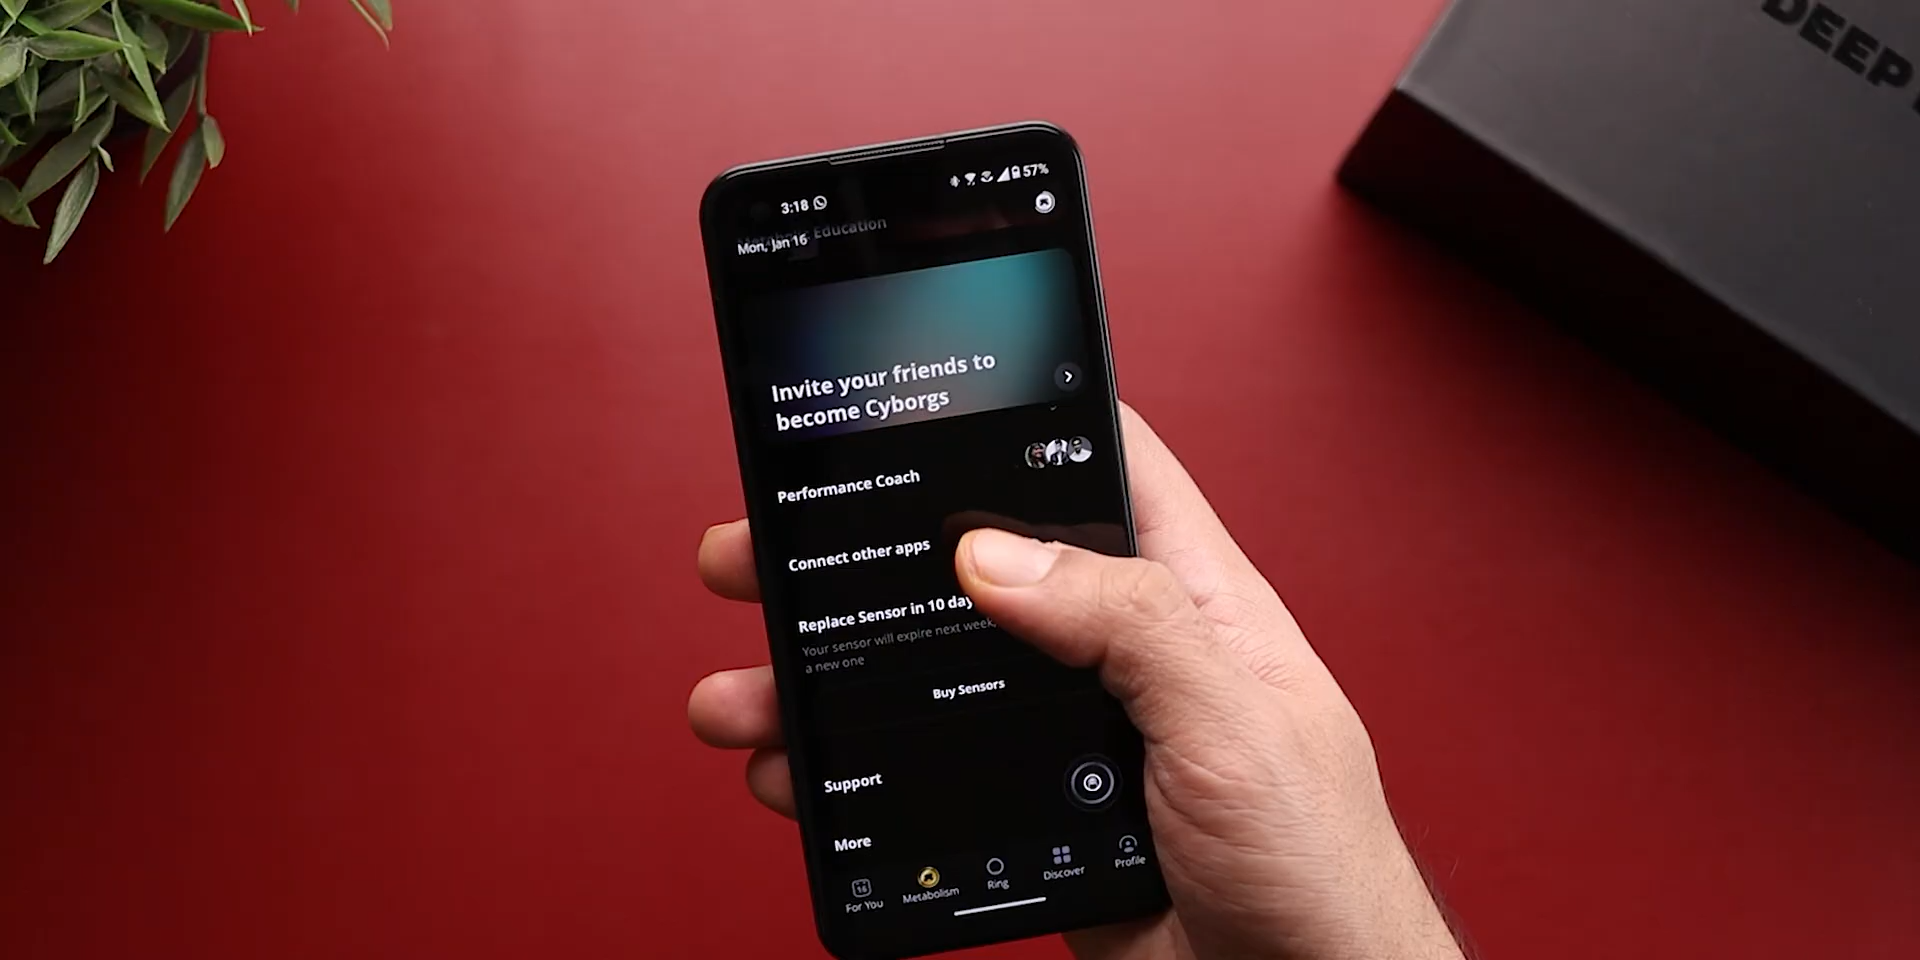 DEEP
3:18
57%
Mon, Jan 16
Education
Invite your friends to
become Cyborgs
Performance Coach
Connect other apps
Replace Sensor in 10 day
Your sensor will expire next week,
a new one
Buy Sensors
Support
More
16
For You
Metabolism
Ring
Discover
Profile